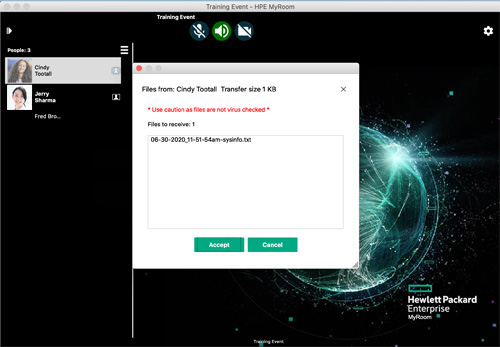 Training Event - HPE MyRoom
Training Event
People: 3
Cindy
Tootall
Jerry
Sharma
Fred Bro...
Files from: Cindy Tootall Transfer size 1 KB
* Use caution as files are not virus checked *
Files to receive: 1
06-30-2020_11-51-54am-sysinfo.txt
Accept
Cancel
Hewlett Packard
Enterprise
MyRoom
Training Event